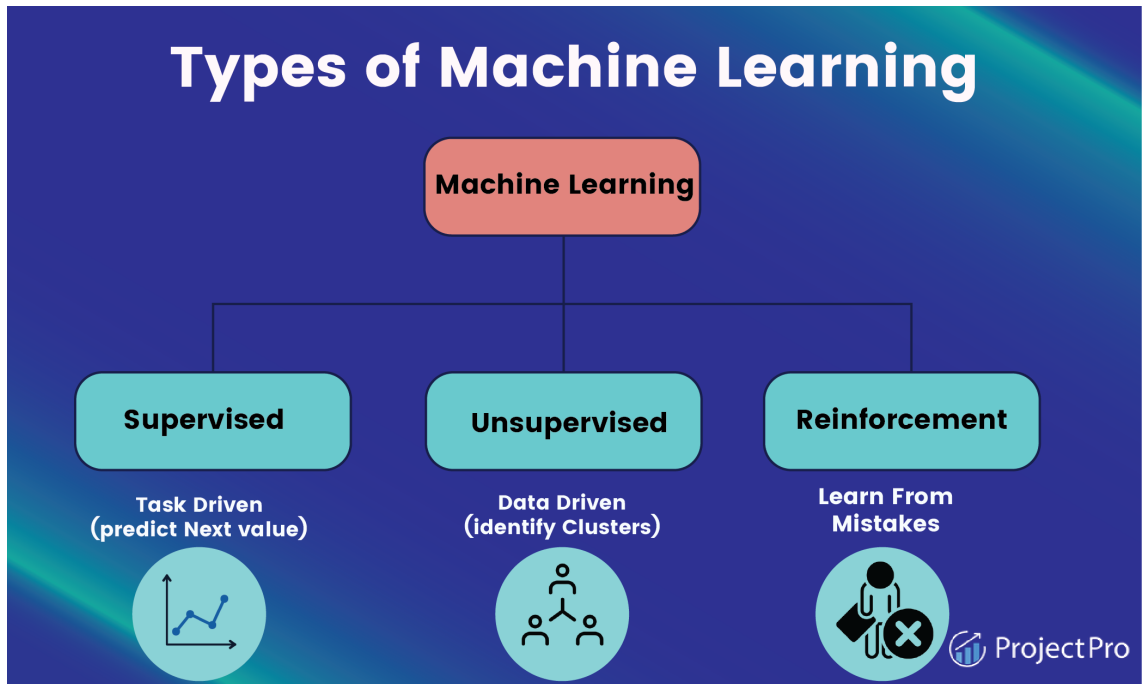 Types of Machine Learning
Machine Learning
Supervised
Unsupervised
Reinforcement
Task Driven
(predict Next value)
Data Driven
(identify Clusters)
Learn From
Mistakes
ProjectPro